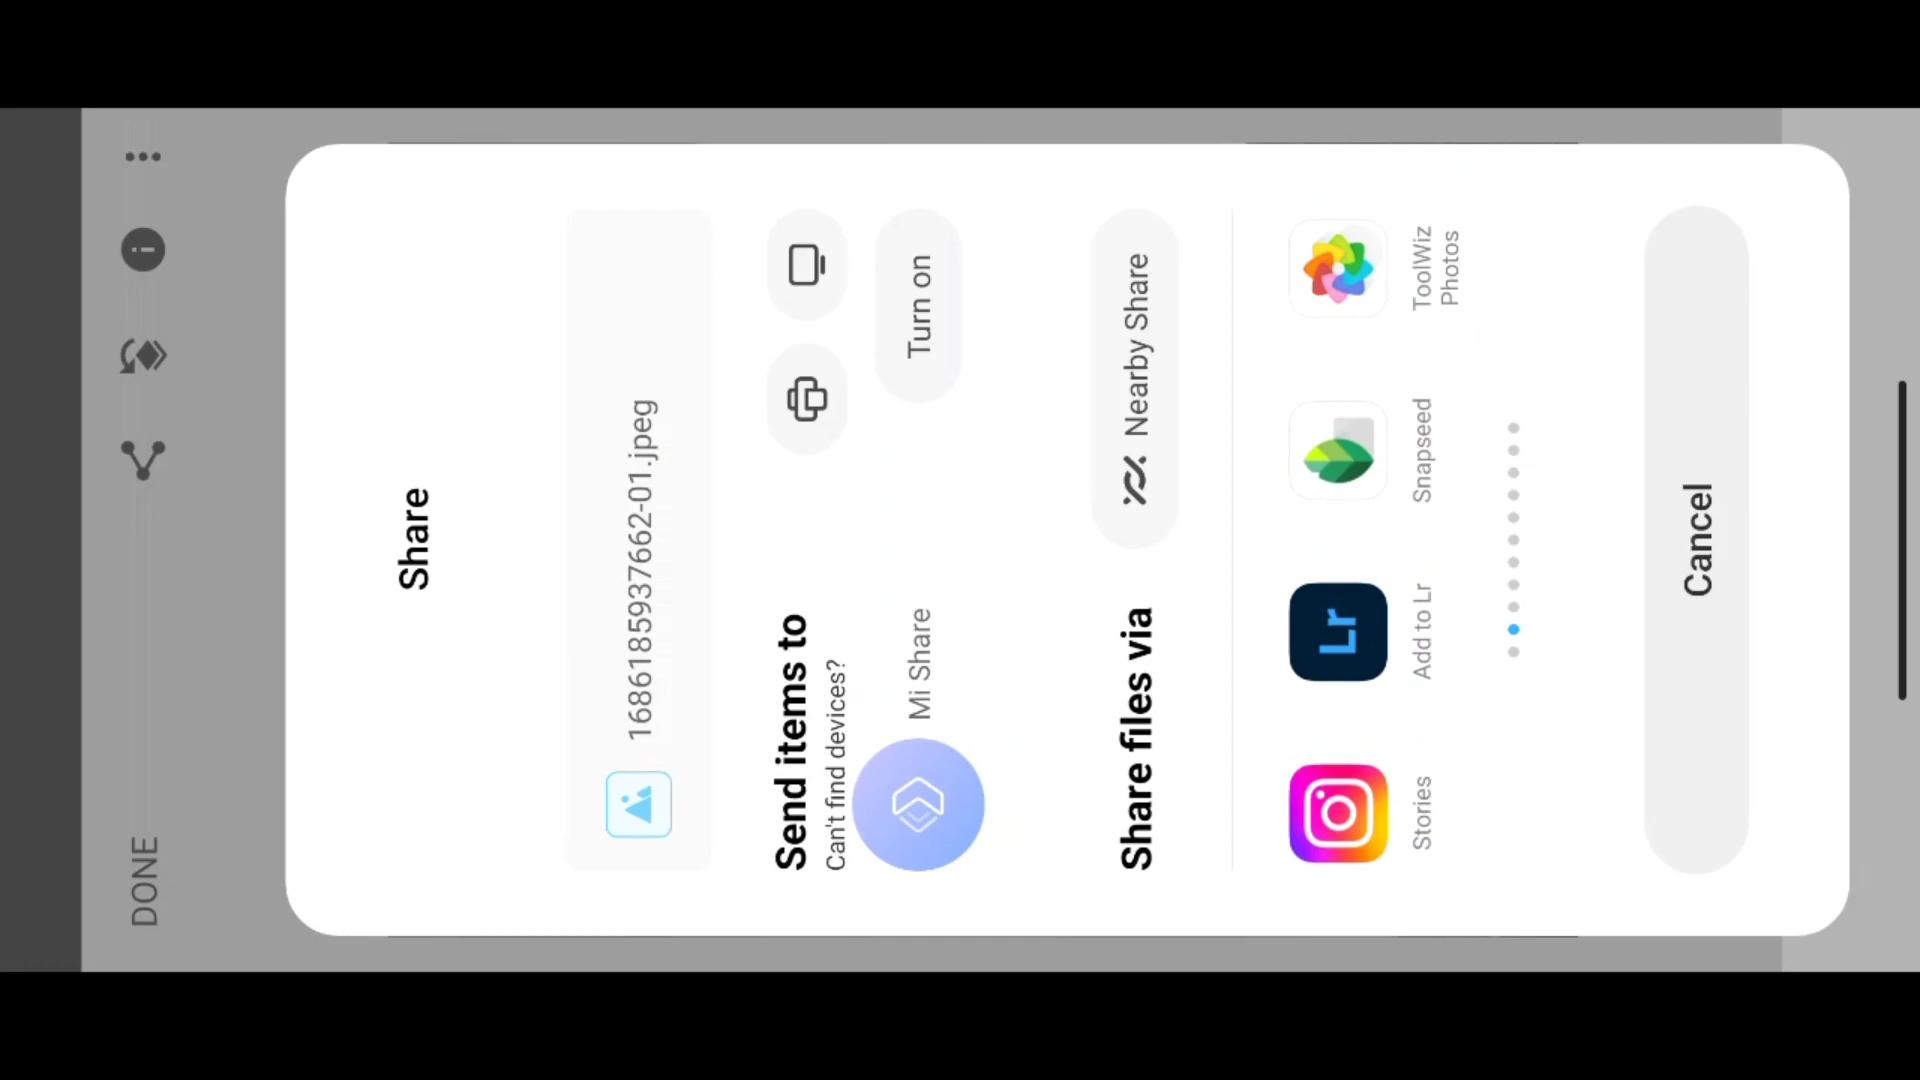 DONE
Share
1686185937662-01.jpeg
Send items to
Can't find devices?
Mi Share
Turn on
Share files via
Nearby Share
Lr
Stories
Add to Lr
Snapseed
ToolWiz
Photos
Cancel